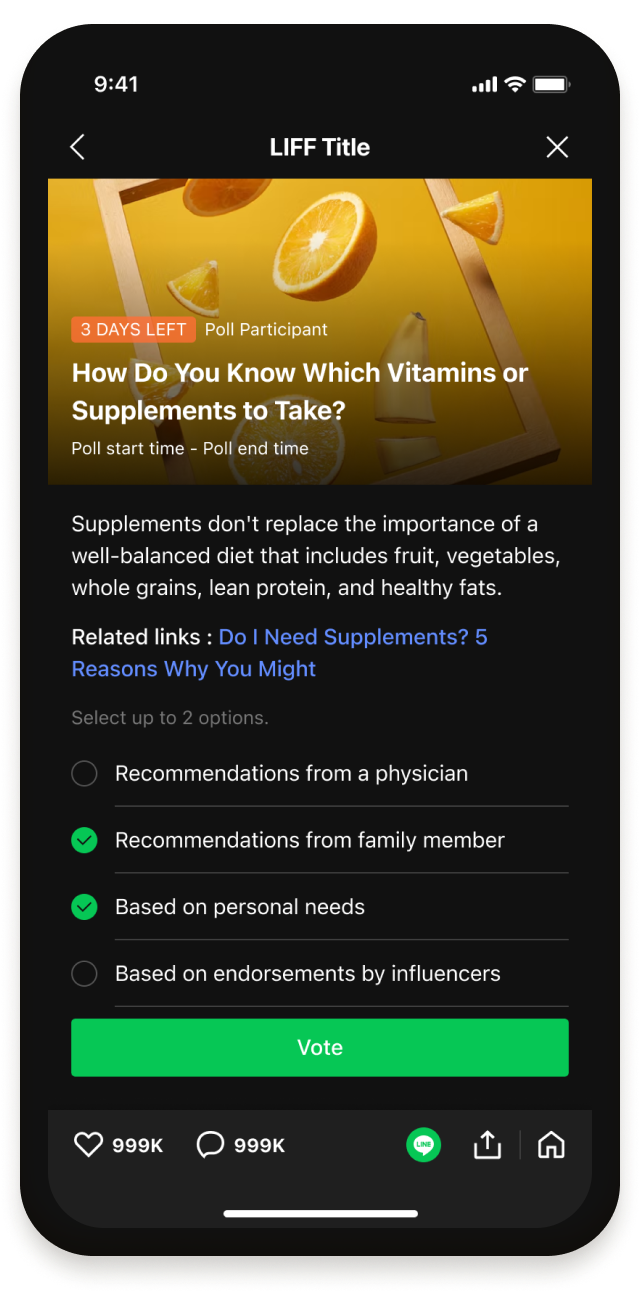 9:41
LIFF Title
3 DAYS LEFT Poll Participant
How Do You Know Which Vitamins or
Supplements to Take?
Poll start time - Poll end time
Supplements don't replace the importance of a
well-balanced diet that includes fruit, vegetables,
whole grains, lean protein, and healthy fats.
Related links : Do I Need Supplements? 5
Reasons Why You Might
Select up to 2 options.
Recommendations from a physician
Recommendations from family member
Based on personal needs
Based on endorsements by influencers
Vote
999K 999K LINE